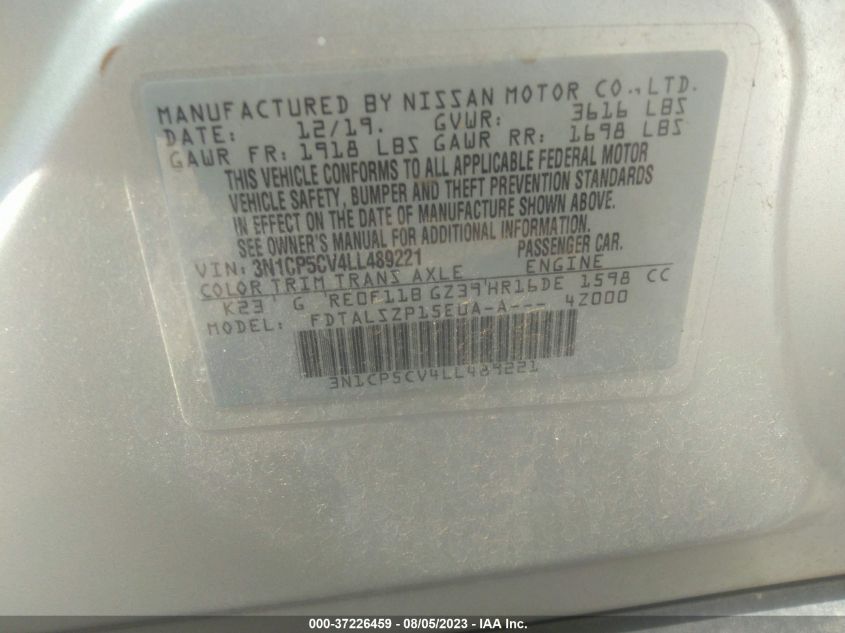 MANUFACTURED BY NISSAN MOTOR CO., LTD.
DATE: 12/19. GVWR: 3616 LBS
GAWR FR: 1918 LBS GAWR RR: 1698 LBS
THIS VEHICLE CONFORMS TO ALL APPLICABLE FEDERAL MOTOR
VEHICLE SAFETY, BUMPER AND THEFT PREVENTION STANDARDS
IN EFFECT ON THE DATE OF MANUFACTURE SHOWN ABOVE.
SEE OWNER'S MANUAL FOR ADDITIONAL INFORMATION.
VIN: 3N1CP5CV4LL489221 PASSENGER CAR.
COLOR TRIM TRANS AXLE ENGINE
K23 G RE0F11B GZ39 HR16DE 1598 CC
MODEL: FDTALSZP15EUA-A--- 4Z000
3N1CP5CV4LL489221
000-37226459 - 08/05/2023 - IAA, Inc.